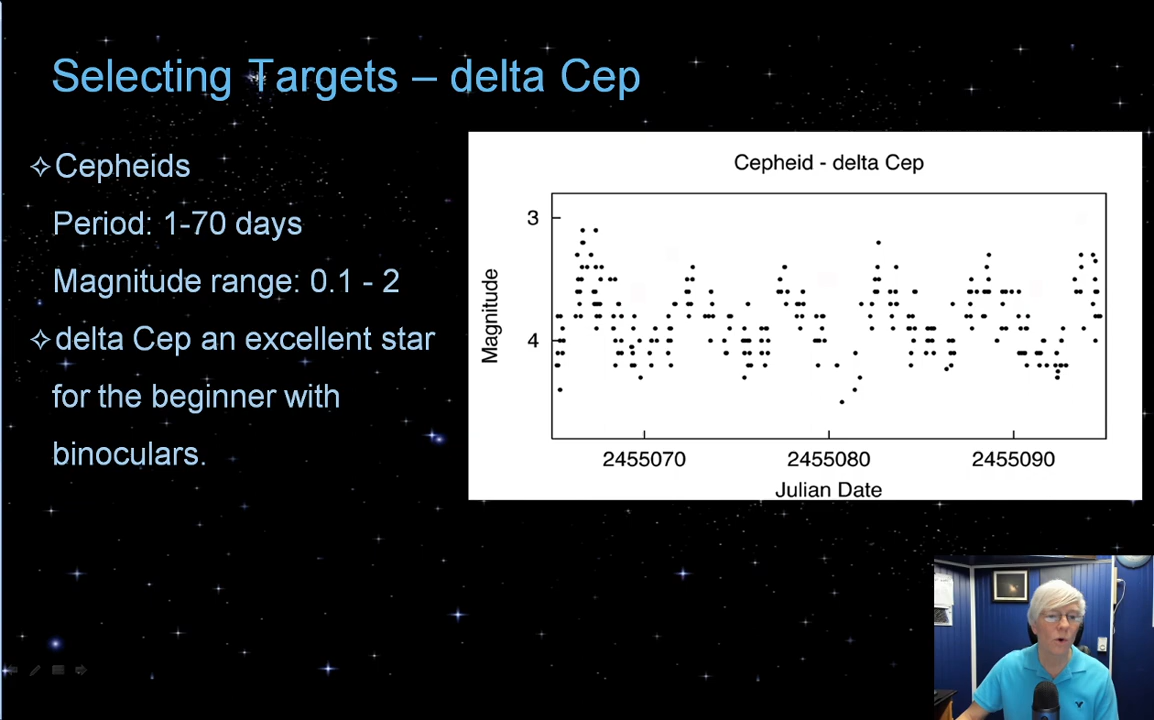 Selecting Targets – delta Cep
✧Cepheids
Period: 1-70 days
Magnitude range: 0.1 - 2
✧delta Cep an excellent star
for the beginner with
binoculars.
Cepheid - delta Cep
3
4
Magnitude
2455070 2455080 2455090
Julian Date